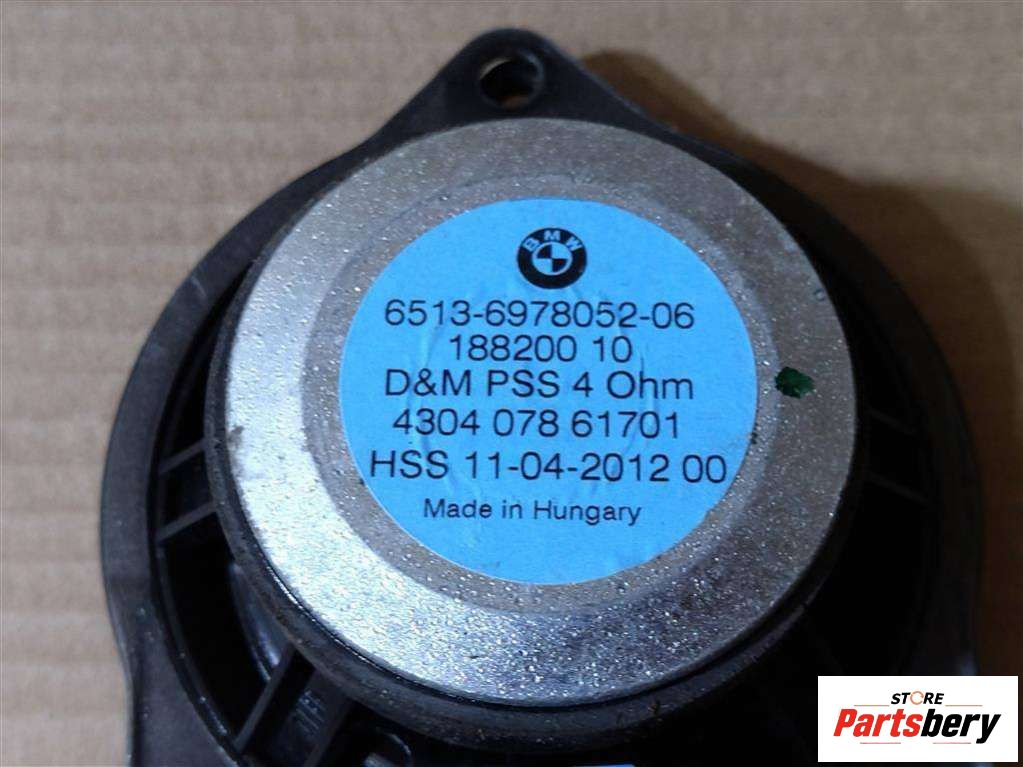 BMW
6513-6978052-06
188200 10
D&M PSS 4 Ohm
4304 078 61701
HSS 11-04-2012 00
Made in Hungary
STORE
Partsbery